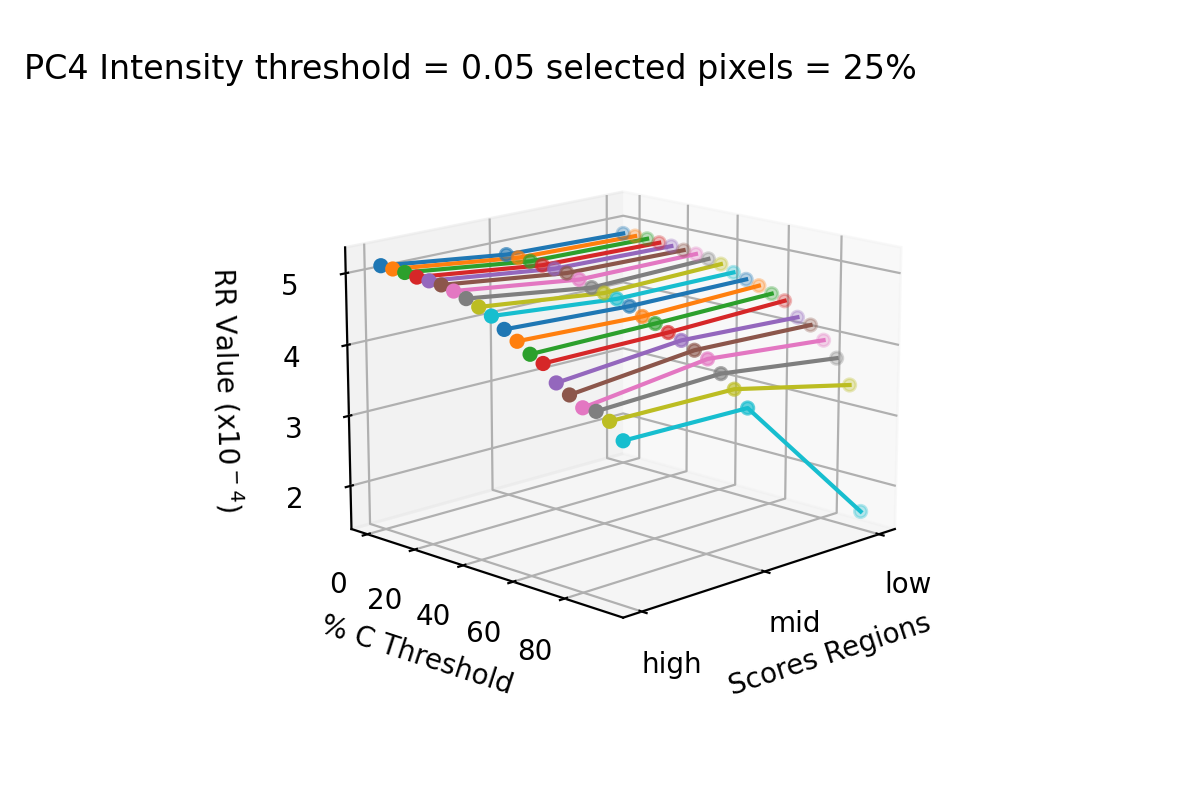 PC4 Intensity threshold = 0.05 selected pixels = 25%
RR Value (x10⁻⁴)
5
4
3
2
0
20
40
60
80
% C Threshold
high
mid
low
Scores Regions